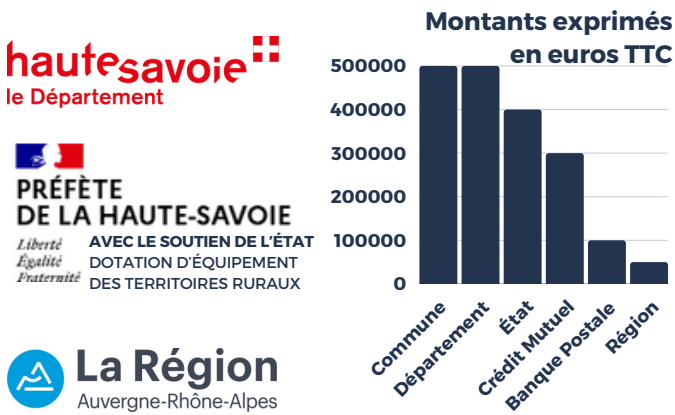 hautesavoie
le Département
PRÉFÈTE
DE LA HAUTE-SAVOIE
Liberté
Égalité
Fraternité
AVEC LE SOUTIEN DE L'ÉTAT
DOTATION D'ÉQUIPEMENT
DES TERRITOIRES RURAUX
La Région
Auvergne-Rhône-Alpes
Montants exprimés
en euros TTC
500000
400000
300000
200000
100000
0
Commune
Département
État
Crédit Mutuel
Banque Postale
Région